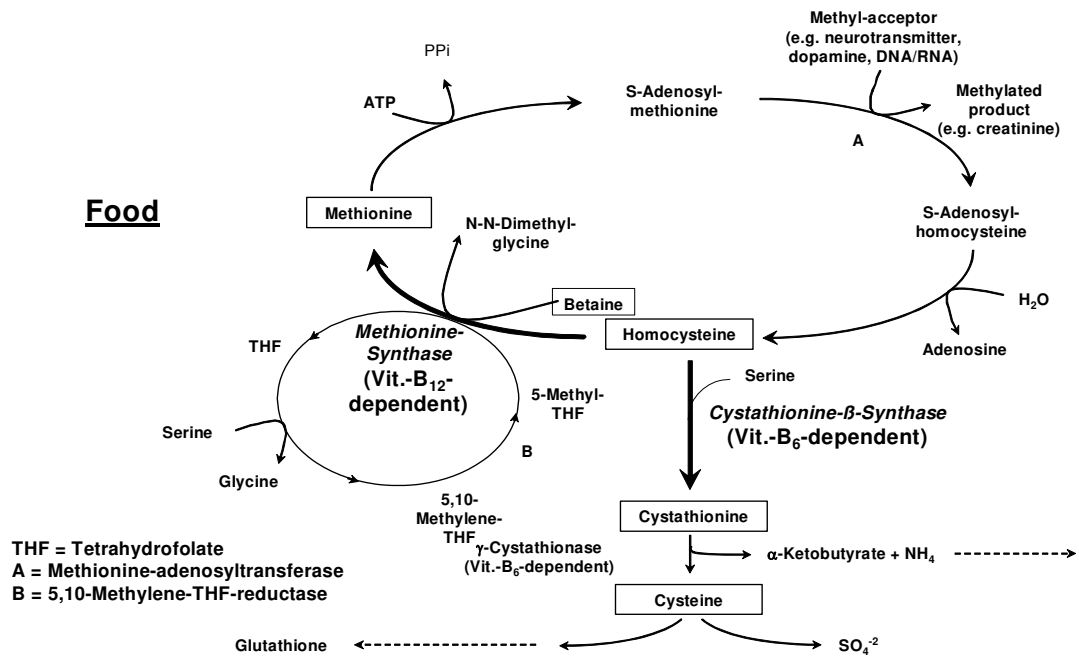 Methyl-acceptor
(e.g. neurotransmitter,
dopamine, DNA/RNA)
PPi
ATP
S-Adenosyl-
methionine
Methylated
product
(e.g. creatinine)
A
Food
Methionine
N-N-Dimethyl-
glycine
S-Adenosyl-
homocysteine
Betaine
H₂O
Homocysteine
Adenosine
THF
Methionine-
Synthase
(Vit.-B₁₂-
dependent)
5-Methyl-
THF
Serine
Cystathionine-ß-Synthase
(Vit.-B₆-dependent)
Serine
B
Glycine
5,10-
Methylene-
THF
Cystathionine
γ-Cystathionase
(Vit.-B₆-dependent)
α-Ketobutyrate + NH₄
THF = Tetrahydrofolate
A = Methionine-adenosyltransferase
B = 5,10-Methylene-THF-reductase
Cysteine
Glutathione
SO₄⁻²